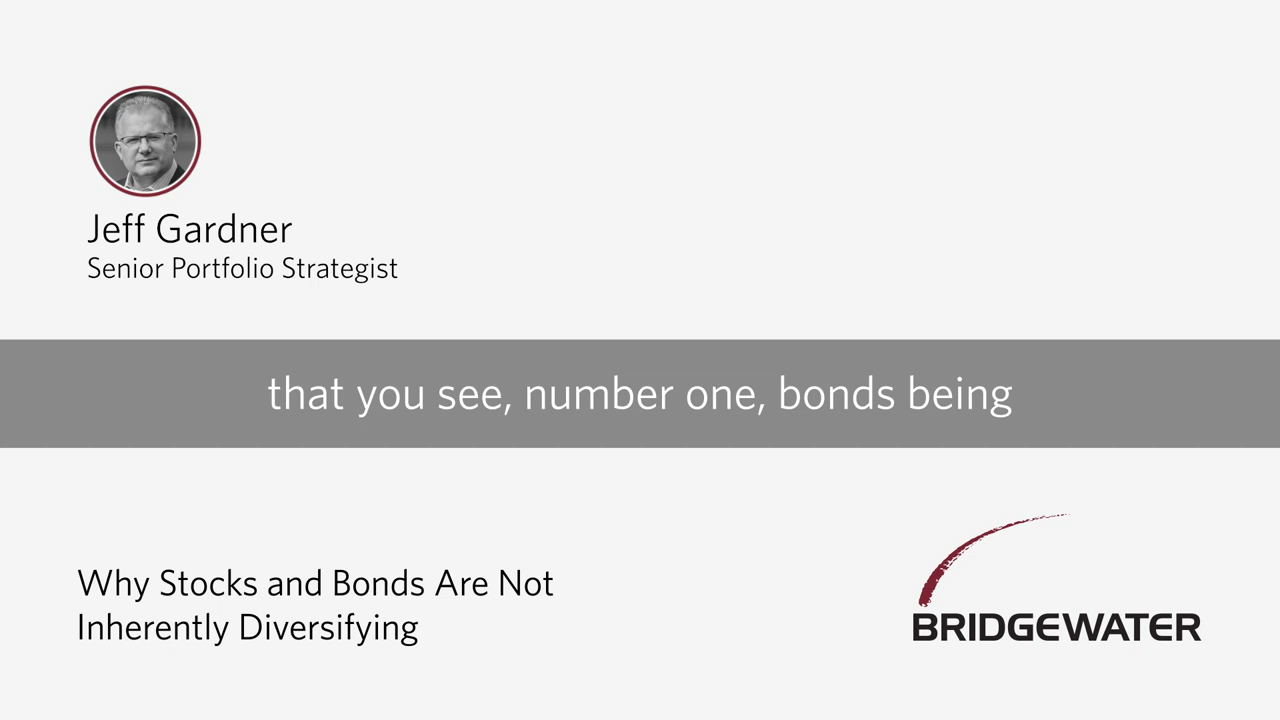 Jeff Gardner
Senior Portfolio Strategist
that you see, number one, bonds being
Why Stocks and Bonds Are Not
Inherently Diversifying
BRIDGEWATER